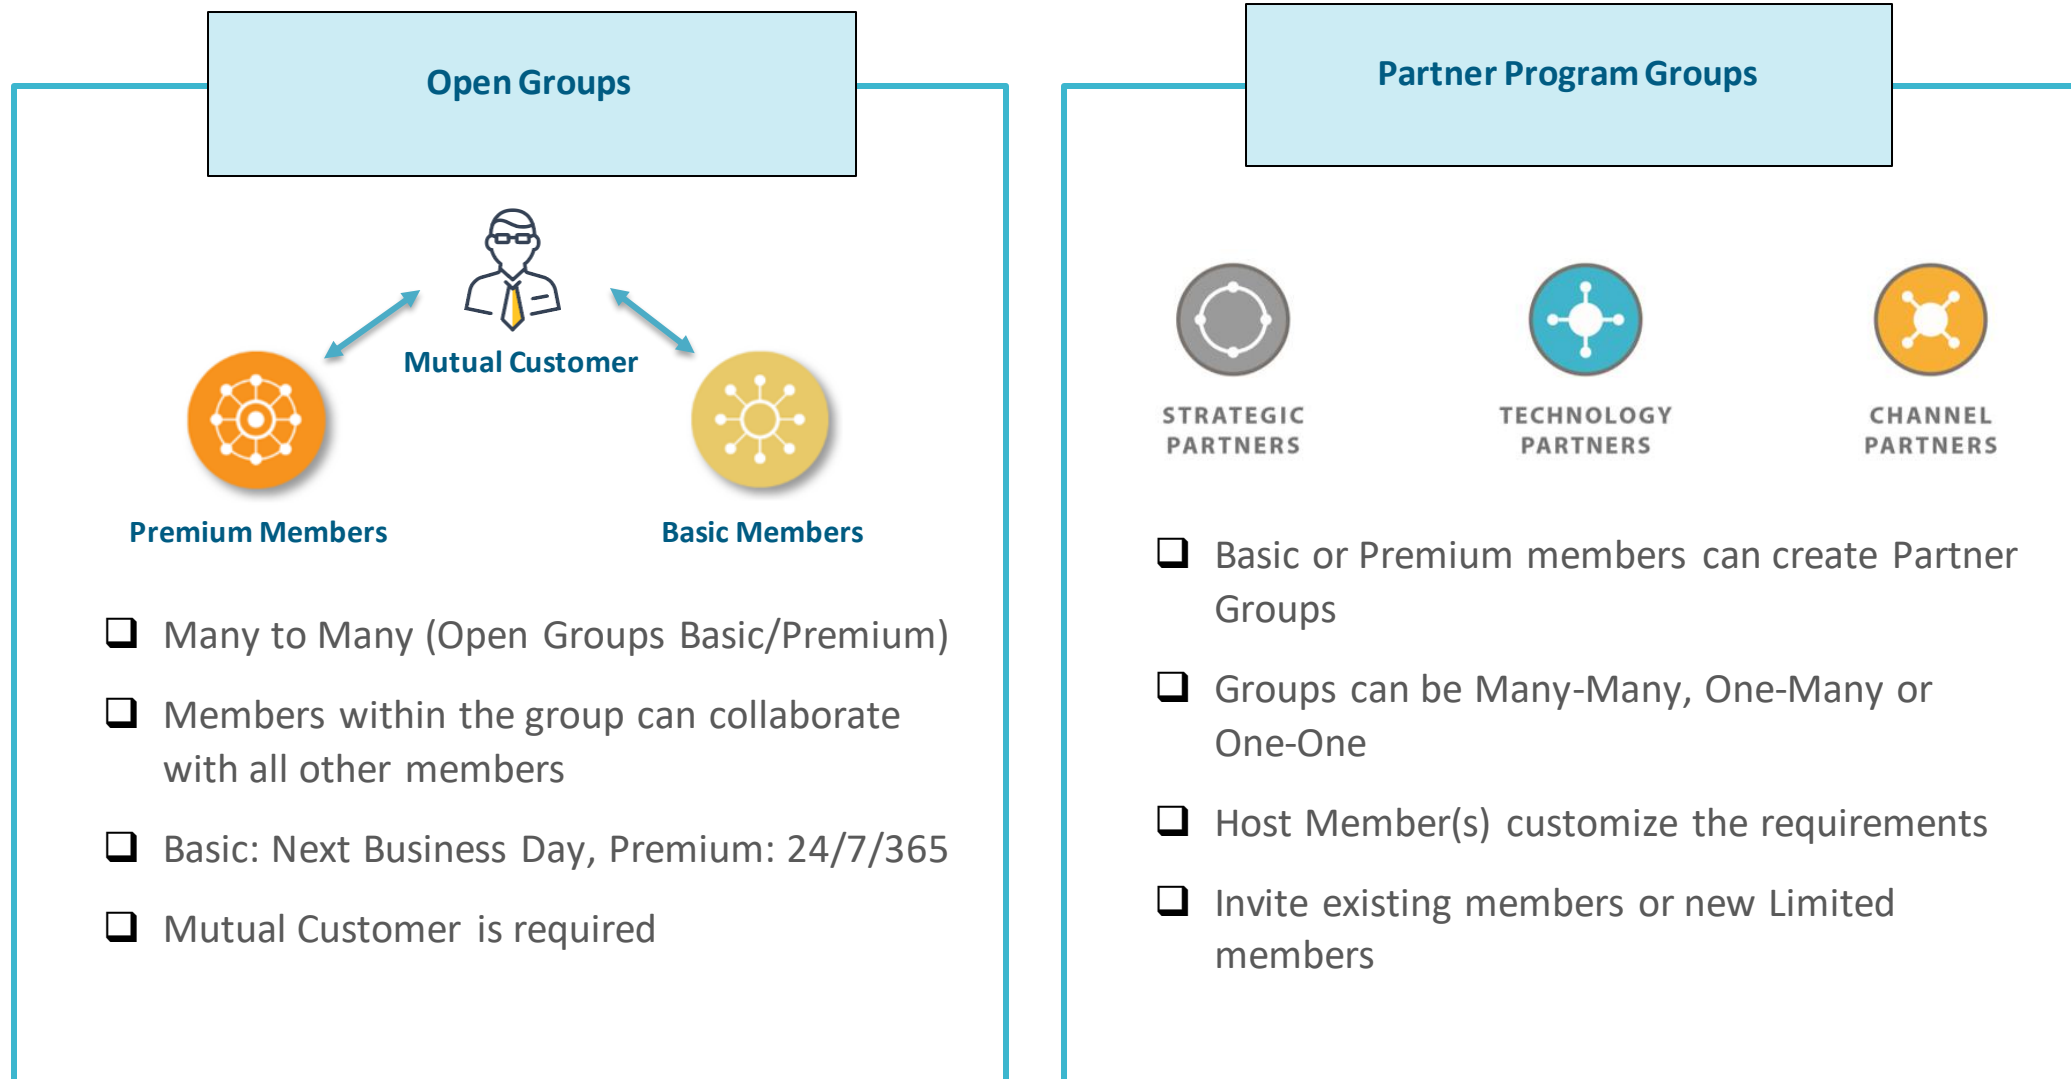 Open Groups
Mutual Customer
Premium Members
Basic Members
❑ Many to Many (Open Groups Basic/Premium)
❑ Members within the group can collaborate
with all other members
❑ Basic: Next Business Day, Premium: 24/7/365
❑ Mutual Customer is required
Partner Program Groups
STRATEGIC
PARTNERS
TECHNOLOGY
PARTNERS
CHANNEL
PARTNERS
❑ Basic or Premium members can create Partner
Groups
❑ Groups can be Many-Many, One-Many or
One-One
❑ Host Member(s) customize the requirements
❑ Invite existing members or new Limited
members